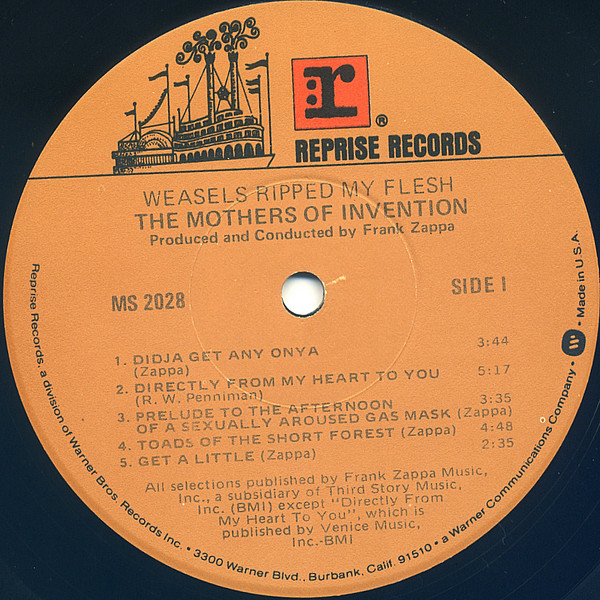 r
®
REPRISE RECORDS
WEASELS RIPPED MY FLESH
THE MOTHERS OF INVENTION
Produced and Conducted by Frank Zappa
MS 2028
SIDE I
1. DIDJA GET ANY ONYA 3:44
(Zappa)
2. DIRECTLY FROM MY HEART TO YOU 5:17
(R. W. Penniman)
3. PRELUDE TO THE AFTERNOON 3:35
OF A SEXUALLY AROUSED GAS MASK (Zappa)
4. TOADS OF THE SHORT FOREST (Zappa) 4:48
5. GET A LITTLE (Zappa) 2:35
All selections published by Frank Zappa Music,
Inc., a subsidiary of Third Story Music,
Inc. (BMI) except "Directly From
My Heart To You", which is
published by Venice Music,
Inc.-BMI
Reprise Records, a division of Warner Bros. Records Inc. • 3300 Warner Blvd., Burbank, Calif. 91510 • a Warner Communications Company • W • Made in U.S.A.